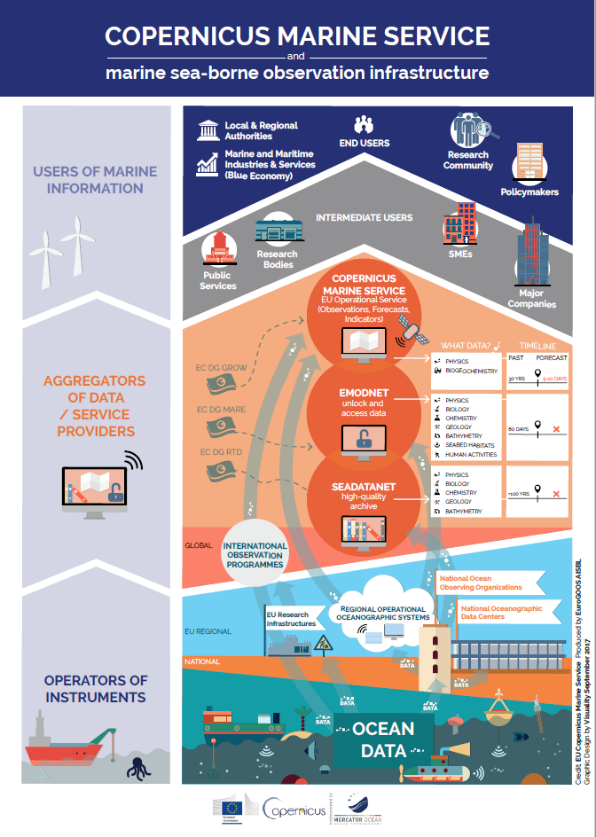 COPERNICUS MARINE SERVICE
and
marine sea-borne observation infrastructure
USERS OF MARINE
INFORMATION
Local & Regional
Authorities
Marine and Maritime
Industries & Services
(Blue Economy)
END USERS
Research
Community
Policymakers
INTERMEDIATE USERS
Public
Services
Research
Bodies
SMEs
Major
Companies
AGGREGATORS
OF DATA
/ SERVICE
PROVIDERS
COPERNICUS
MARINE SERVICE
EU Operational Service
(Observations, Forecasts,
Indicators)
EC DG GROW
EC DG MARE
EC DG RTD
EMODNET
unlock and
access data
SEADATANET
high-quality
archive
WHAT DATA?
TIMELINE
PHYSICS
BIOGEOCHEMISTRY
PAST
FORECAST
30 YRS
PHYSICS
BIOLOGY
CHEMISTRY
GEOLOGY
BATHYMETRY
SEABED HABITATS
HUMAN ACTIVITIES
60 DAYS
PHYSICS
BIOLOGY
CHEMISTRY
GEOLOGY
BATHYMETRY
+100 YRS
GLOBAL
INTERNATIONAL
OBSERVATION
PROGRAMMES
OPERATORS OF
INSTRUMENTS
EU REGIONAL
EU Research
Infrastructures
REGIONAL OPERATIONAL
OCEANOGRAPHIC SYSTEMS
National Ocean
Observing Organizations
National Oceanographic
Data Centers
NATIONAL
DATA
DATA
DATA
DATA
DATA
DATA
OCEAN
DATA
Credit: EU Copernicus Marine Service Produced by EuroGOOS AISBL
Graphic Design by Visuality September 2017
Copernicus
MERCATOR OCEAN